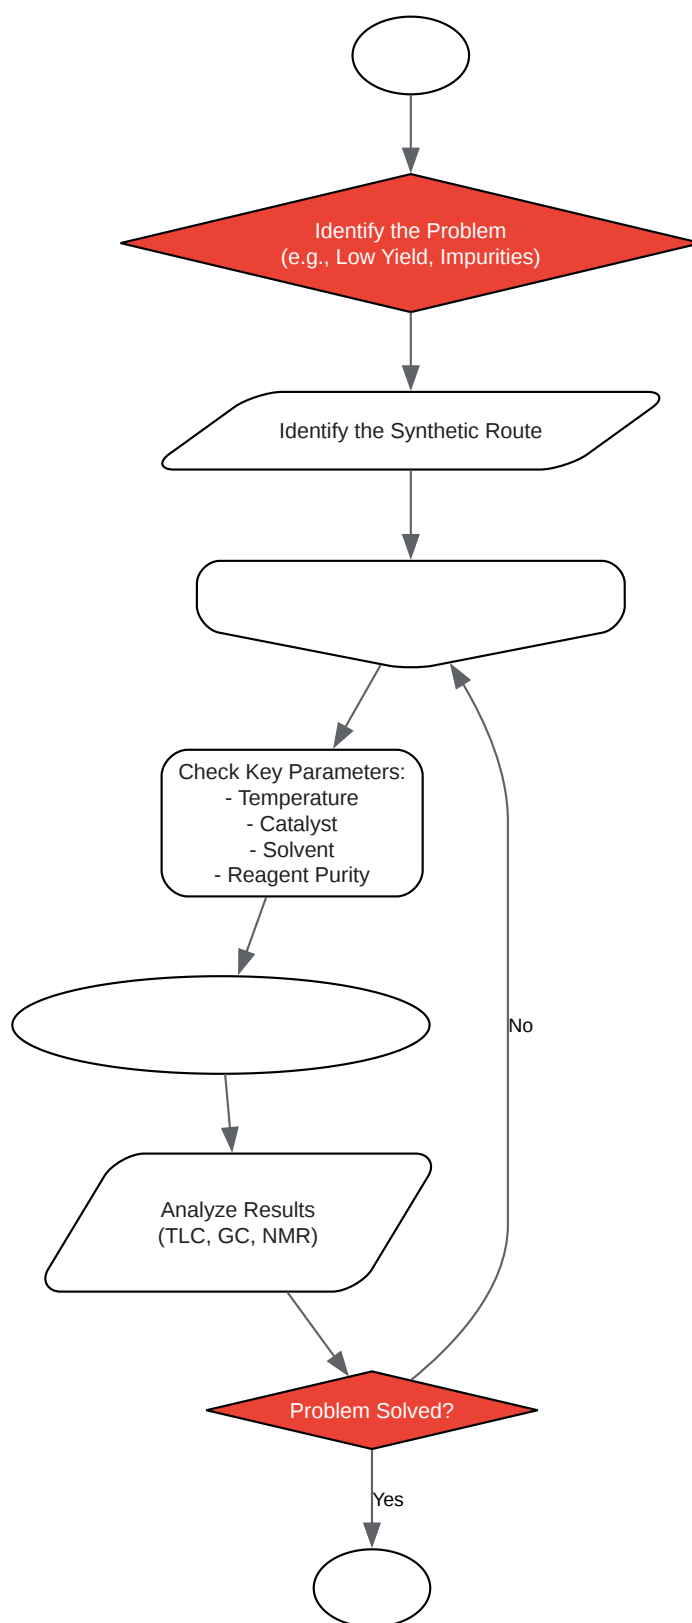 Identify the Problem
(e.g., Low Yield, Impurities)
Identify the Synthetic Route
Check Key Parameters:
- Temperature
- Catalyst
- Solvent
- Reagent Purity
No
Analyze Results
(TLC, GC, NMR)
Problem Solved?
Yes